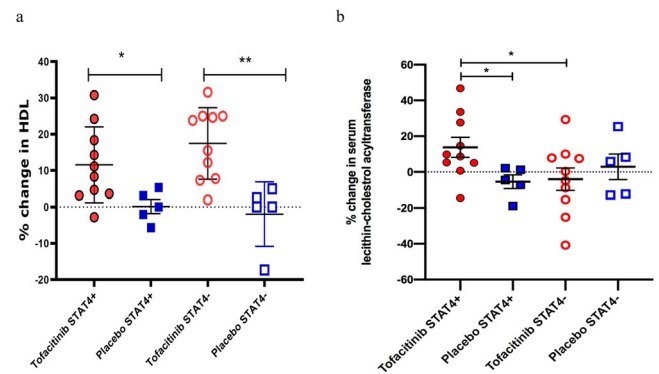 a
b
*
**
% change in HDL
40
30
20
10
0
-10
-20
Tofacitinib STAT4+
Placebo STAT4+
Tofacitinib STAT4-
Placebo STAT4-
*
*
% change in serum
lecithin-cholestrol acyltransferase
60
40
20
0
-20
-40
-60
Tofacitinib STAT4+
Placebo STAT4+
Tofacitinib STAT4-
Placebo STAT4-